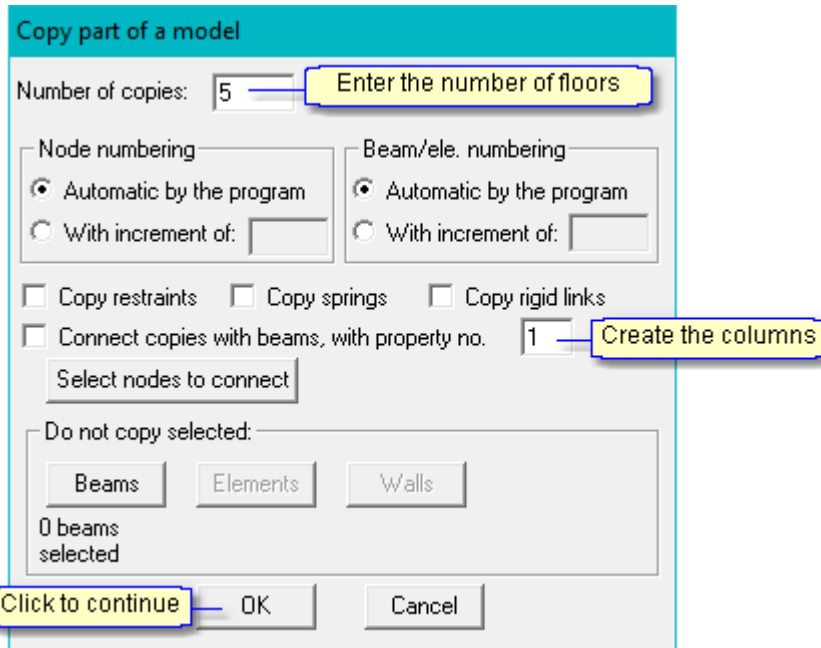 Copy part of a model
Number of copies: 5 Enter the number of floors
Node numbering Beam/ele. numbering
Automatic by the program Automatic by the program
With increment of: With increment of:
Copy restraints Copy springs Copy rigid links
Connect copies with beams, with property no. 1 Create the columns
Select nodes to connect
Do not copy selected:
Beams Elements Walls
0 beams
selected
Click to continue OK Cancel